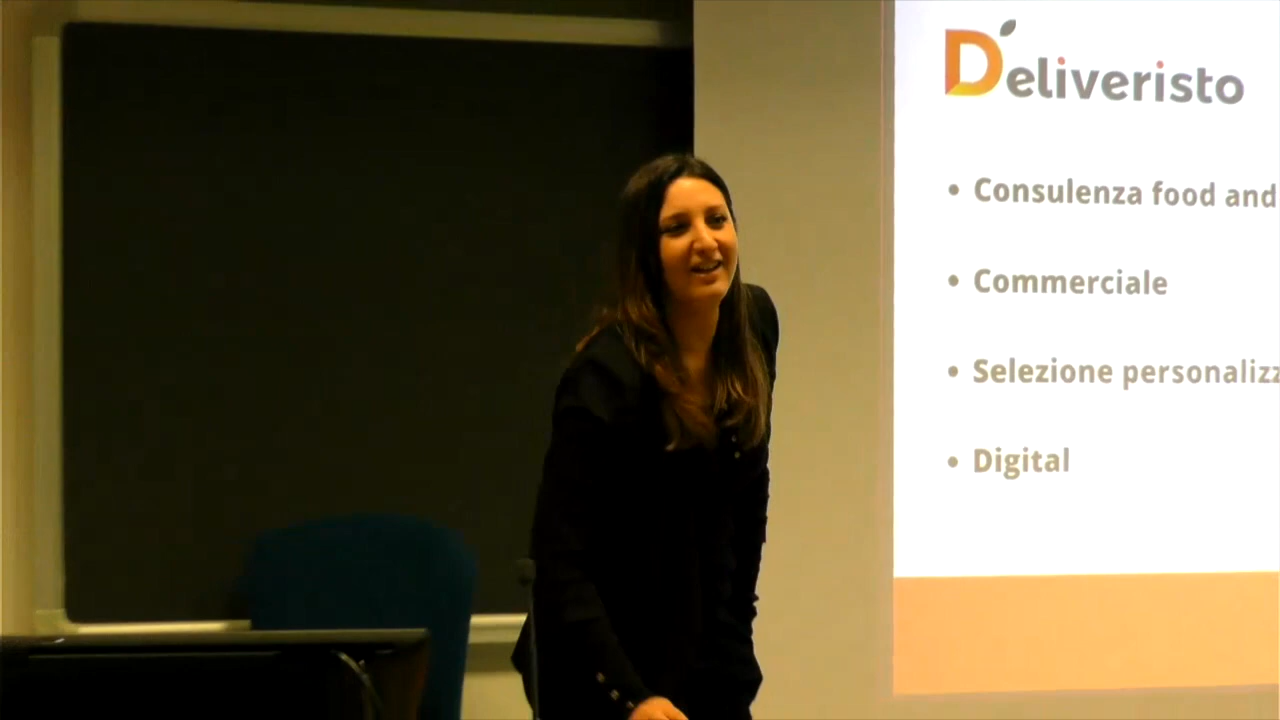 Deliveristo
• Consulenza food and
• Commerciale
• Selezione personalizz
• Digital